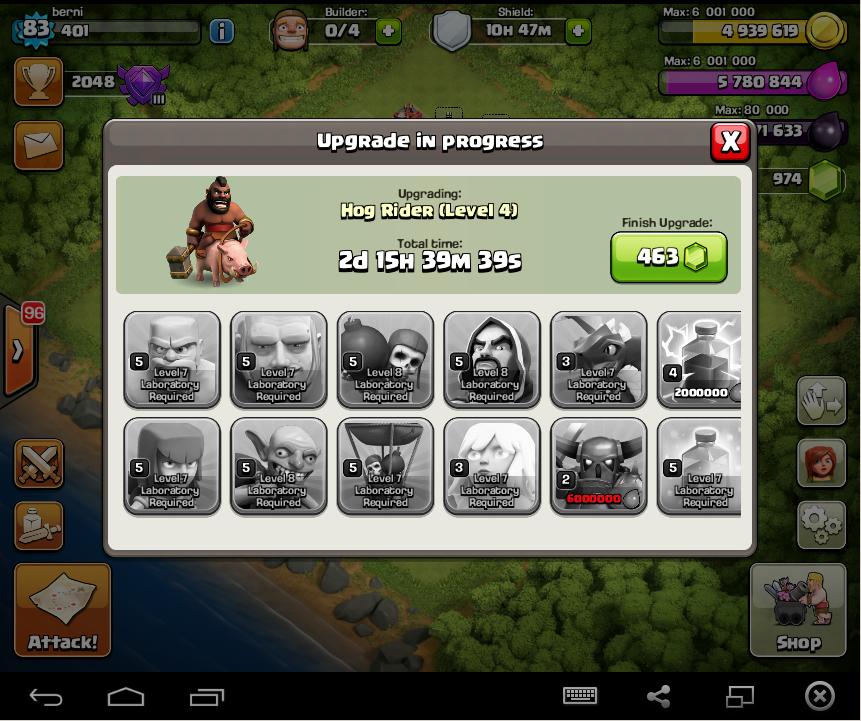 berni
83
401
Builder:
0/4
Shield:
10H 47M
Max: 6 001 000
4 939 619
2048
III
Max: 6 001 000
5 780 844
Max: 80 000
71 633
Upgrade in progress
X
974
Upgrading:
Hog Rider (Level 4)
Total time:
2d 15H 39M 39s
Finish Upgrade:
463
96
5
Level 7
Laboratory
Required
5
Level 7
Laboratory
Required
5
Level 8
Laboratory
Required
5
Level 8
Laboratory
Required
3
Level 7
Laboratory
Required
4
2000000
5
Level 7
Laboratory
Required
5
Level 8
Laboratory
Required
5
Level 7
Laboratory
Required
3
Level 7
Laboratory
Required
2
6000000
5
Level 7
Laboratory
Required
Attack!
Shop